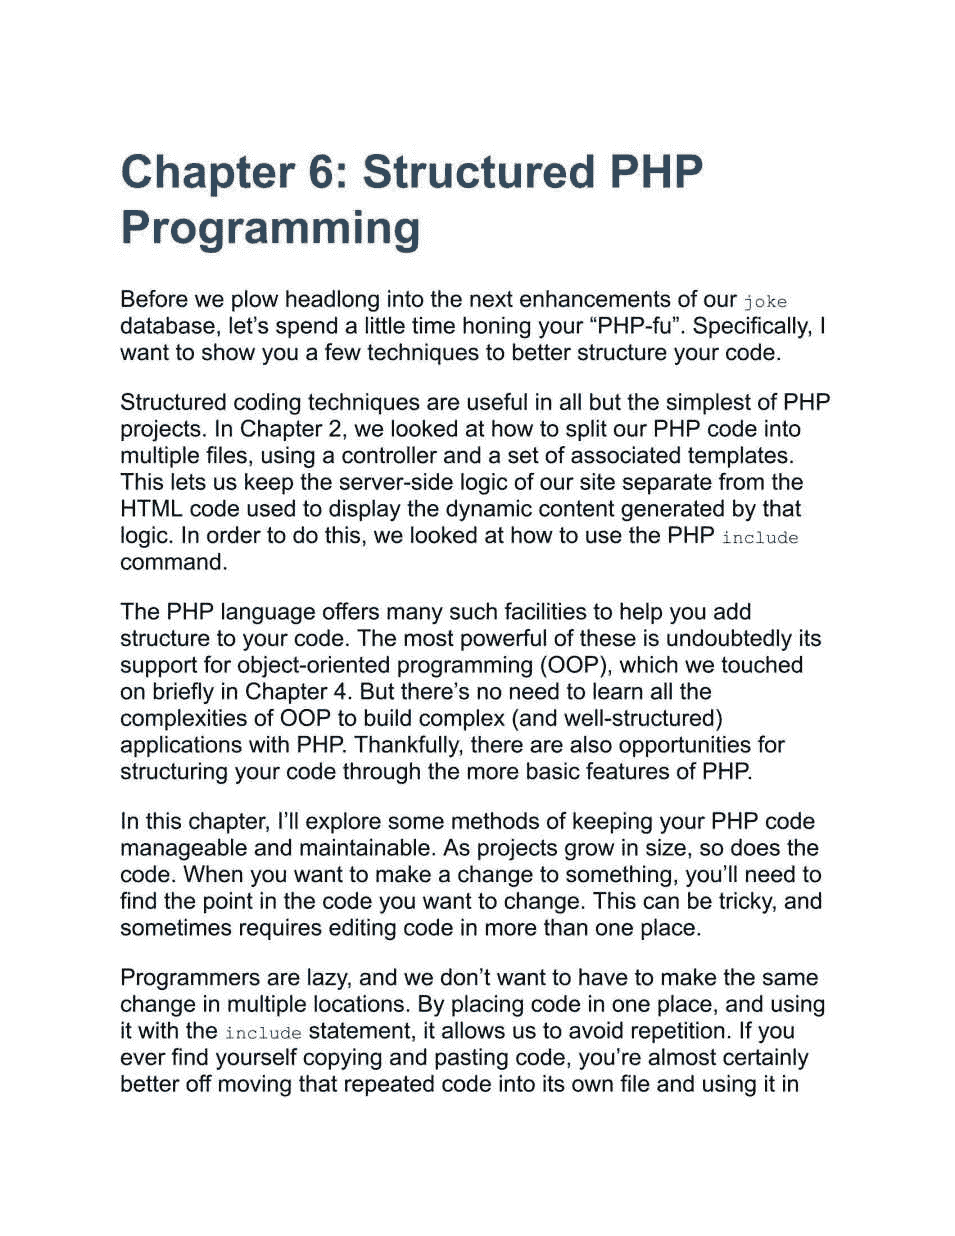 Chapter 6: Structured PHP
Programming
Before we plow headlong into the next enhancements of our joke
database, let’s spend a little time honing your “PHP-fu”. Specifically, I
want to show you a few techniques to better structure your code.
Structured coding techniques are useful in all but the simplest of PHP
projects. In Chapter 2, we looked at how to split our PHP code into
multiple files, using a controller and a set of associated templates.
This lets us keep the server-side logic of our site separate from the
HTML code used to display the dynamic content generated by that
logic. In order to do this, we looked at how to use the PHP include
command.
The PHP language offers many such facilities to help you add
structure to your code. The most powerful of these is undoubtedly its
support for object-oriented programming (OOP), which we touched
on briefly in Chapter 4. But there’s no need to learn all the
complexities of OOP to build complex (and well-structured)
applications with PHP. Thankfully, there are also opportunities for
structuring your code through the more basic features of PHP.
In this chapter, I’ll explore some methods of keeping your PHP code
manageable and maintainable. As projects grow in size, so does the
code. When you want to make a change to something, you’ll need to
find the point in the code you want to change. This can be tricky, and
sometimes requires editing code in more than one place.
Programmers are lazy, and we don’t want to have to make the same
change in multiple locations. By placing code in one place, and using
it with the include statement, it allows us to avoid repetition. If you
ever find yourself copying and pasting code, you’re almost certainly
better off moving that repeated code into its own file and using it in